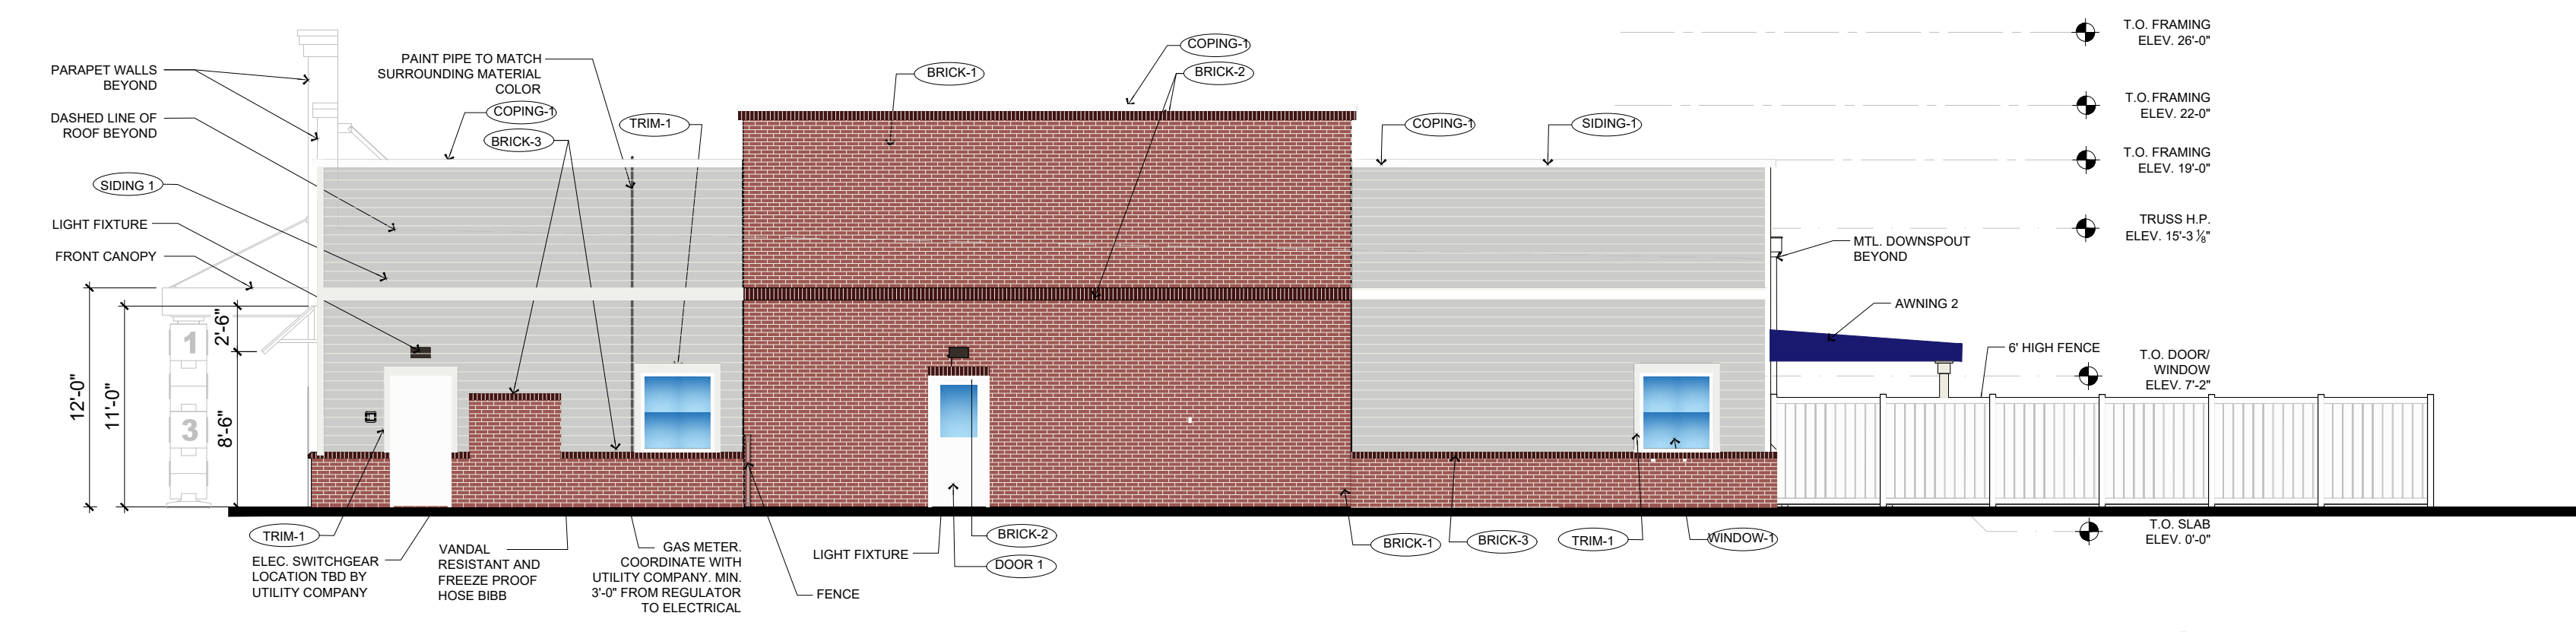 T.O. FRAMING
ELEV. 26'-0"
COPING-1
PAINT PIPE TO MATCH
SURROUNDING MATERIAL
COLOR
PARAPET WALLS
BEYOND
BRICK-1
BRICK-2
T.O. FRAMING
ELEV. 22'-0"
COPING-1
DASHED LINE OF
ROOF BEYOND
TRIM-1
COPING-1
SIDING-1
BRICK-3
T.O. FRAMING
ELEV. 19'-0"
SIDING 1
LIGHT FIXTURE
TRUSS H.P.
ELEV. 15'-3 1/8"
MTL. DOWNSPOUT
BEYOND
FRONT CANOPY
AWNING 2
12'-0"
11'-0"
2'-6"
8'-6"
1
3
6' HIGH FENCE
T.O. DOOR/
WINDOW
ELEV. 7'-2"
T.O. SLAB
ELEV. 0'-0"
TRIM-1
ELEC. SWITCHGEAR
LOCATION TBD BY
UTILITY COMPANY
VANDAL
RESISTANT AND
FREEZE PROOF
HOSE BIBB
GAS METER.
COORDINATE WITH
UTILITY COMPANY. MIN.
3'-0" FROM REGULATOR
TO ELECTRICAL
FENCE
LIGHT FIXTURE
BRICK-2
DOOR 1
BRICK-1
BRICK-3
TRIM-1
WINDOW-1